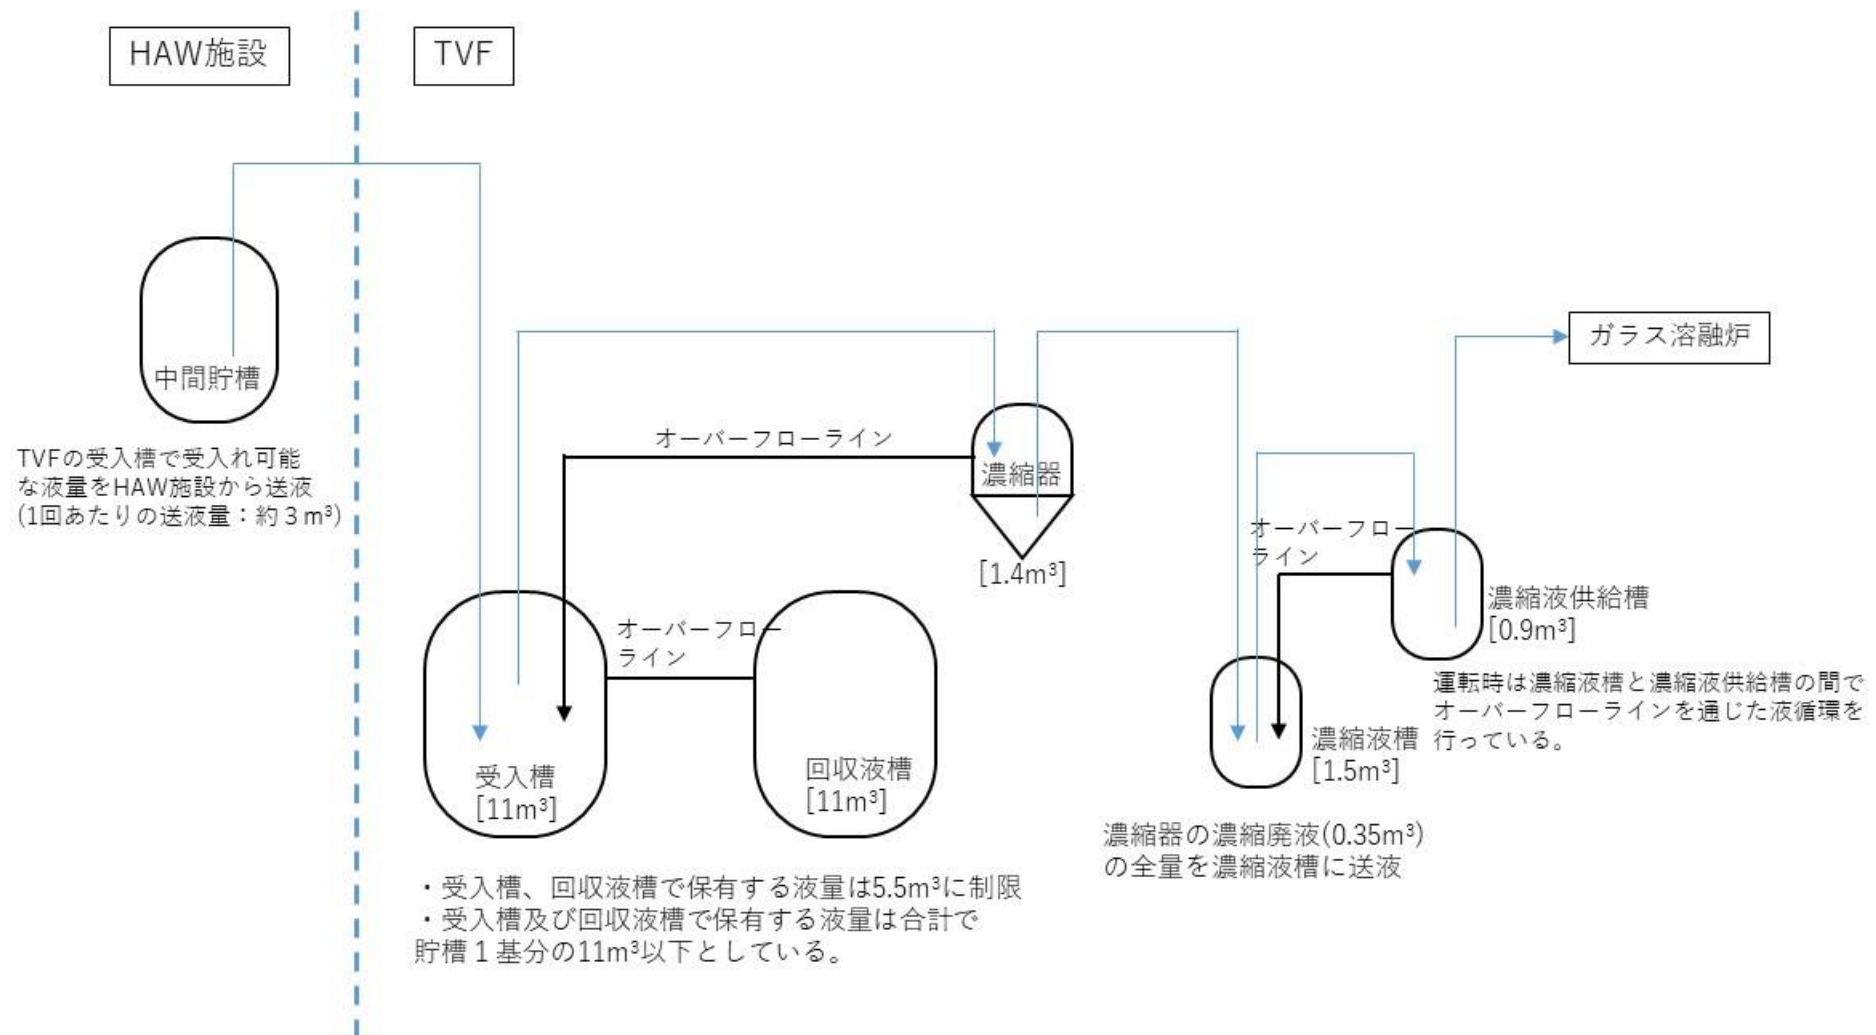 HAW施設
TVF
中間貯槽
TVFの受入槽で受入れ可能
な液量をHAW施設から送液
(1回あたりの送液量：約３m³)
オーバーフローライン
濃縮器
[1.4m³]
ガラス溶融炉
オーバーフロー
ライン
濃縮液供給槽
[0.9m³]
運転時は濃縮液槽と濃縮液供給槽の間で
オーバーフローラインを通じた液循環を
行っている。
オーバーフロー
ライン
受入槽
[11m³]
回収液槽
[11m³]
濃縮液槽
[1.5m³]
濃縮器の濃縮廃液(0.35m³)
の全量を濃縮液槽に送液
・受入槽、回収液槽で保有する液量は5.5m³に制限
・受入槽及び回収液槽で保有する液量は合計で
貯槽１基分の11m³以下としている。